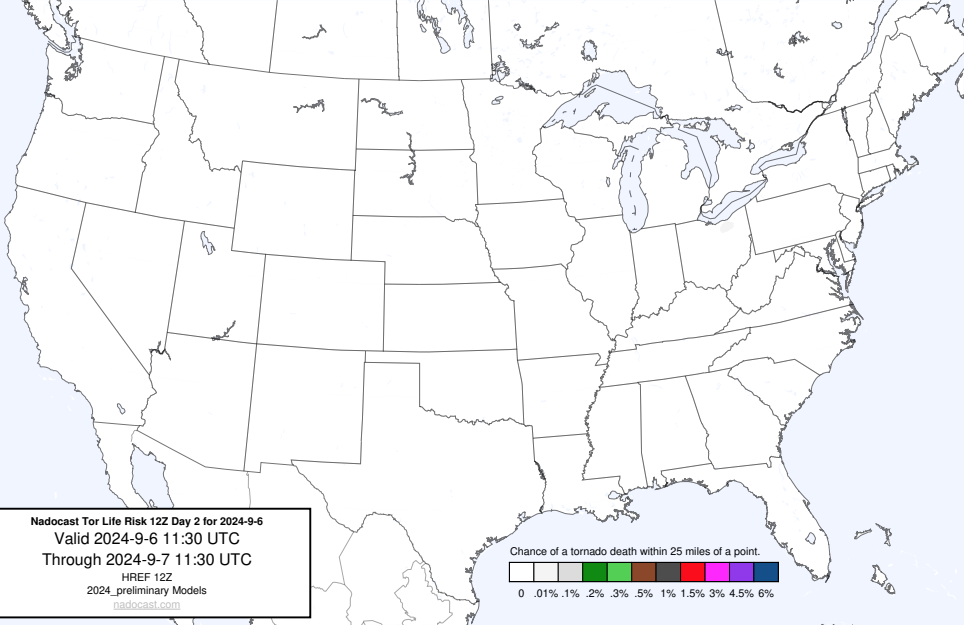 Nadocast Tor Life Risk 12Z Day 2 for 2024-9-6
Valid 2024-9-6 11:30 UTC
Through 2024-9-7 11:30 UTC
HREF 12Z
2024_preliminary Models
nadocast.com
Chance of a tornado death within 25 miles of a point.
0 .01% .1% .2% .3% .5% 1% 1.5% 3% 4.5% 6%